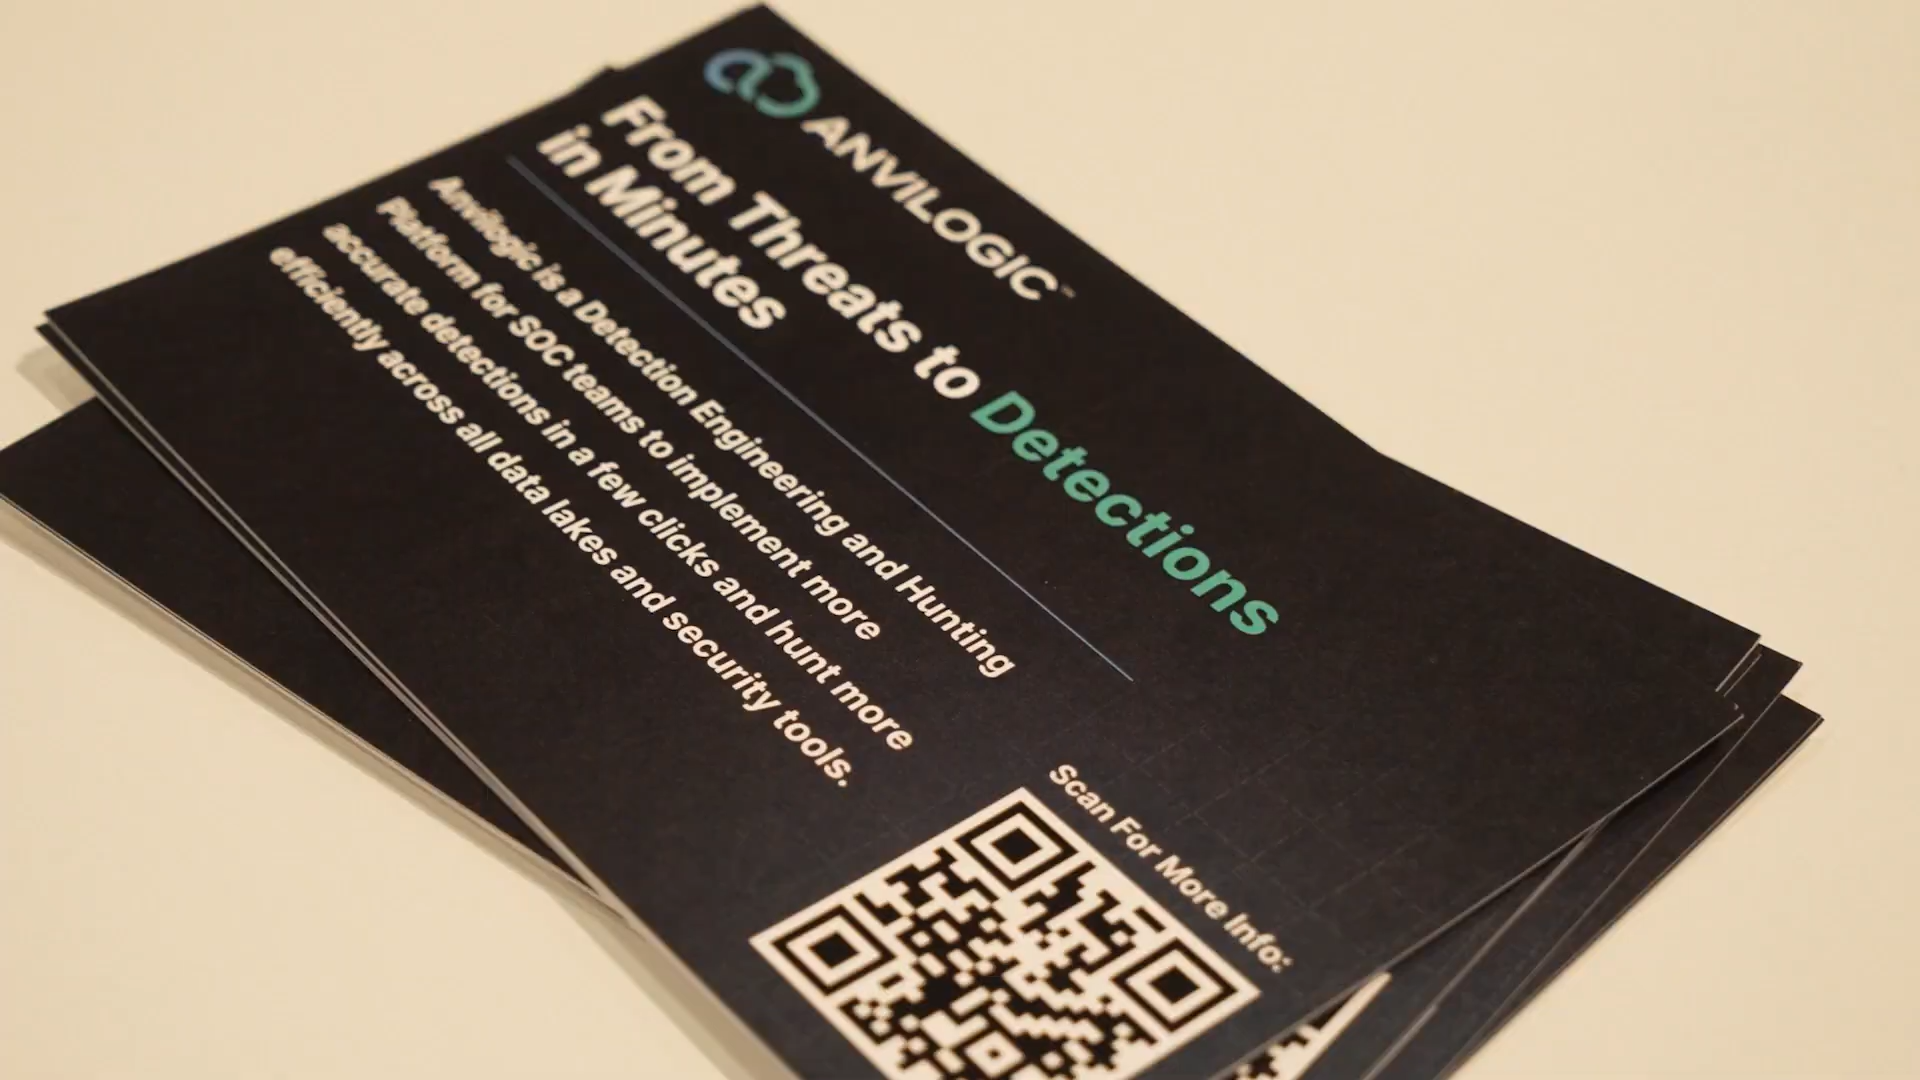 ANVILOGIC™
From Threats to Detections
in Minutes
Anvilogic is a Detection Engineering and Hunting
Platform for SOC teams to implement more
accurate detections in a few clicks and hunt more
efficiently across all data lakes and security tools.
Scan For More Info: